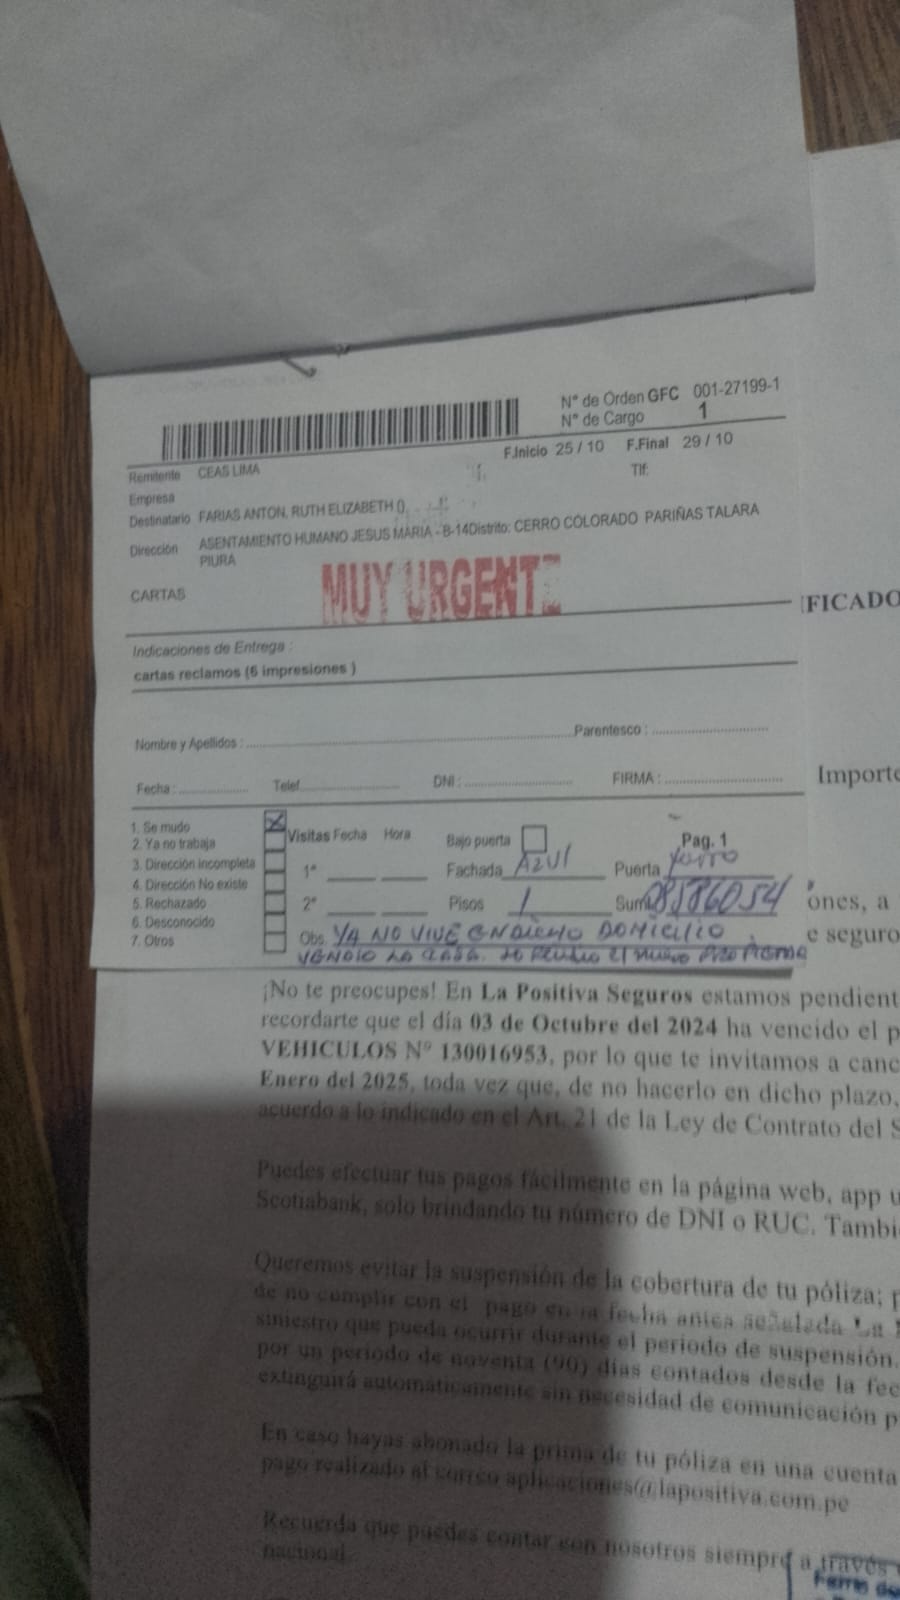 N° de Orden GFC 001-27199-1
N° de Cargo 1
F.Inicio 25 / 10 F.Final 29 / 10
Remitente CEAS LIMA
Tlf:
Empresa
Destinatario FARIAS ANTON, RUTH ELIZABETH ()
Dirección ASENTAMIENTO HUMANO JESUS MARIA - B-14Distrito: CERRO COLORADO PARIÑAS TALARA
PIURA
CARTAS
MUY URGENTE
IFICADO
Indicaciones de Entrega :
cartas reclamos (6 impresiones )
Nombre y Apellidos : Parentesco :
Fecha : Telef. DNI : FIRMA :
Importe
1. Se mudo
2. Ya no trabaja
3. Dirección Incompleta
4. Dirección No existe
5. Rechazado
6. Desconocido
7. Otros
Visitas Fecha Hora Bajo puerta Pag. 1
1ª Fachada AZUl Puerta
2ª Pisos 1 Sumi
Obs. YA NO VIVE EN DICHO DOMICILIO
VENDIO LA CASA. el nuevo
ones, a
e seguro
¡No te preocupes! En La Positiva Seguros estamos pendient
recordarte que el día 03 de Octubre del 2024 ha vencido el p
VEHICULOS N° 130016953, por lo que te invitamos a canc
Enero del 2025, toda vez que, de no hacerlo en dicho plazo,
acuerdo a lo indicado en el Art. 21 de la Ley de Contrato del S
Puedes efectuar tus pagos fácilmente en la página web, app u
Scotiabank, solo brindando tu número de DNI o RUC. Tambi
Queremos evitar la suspensión de la cobertura de tu póliza; p
de no cumplir con el pago en la fecha antes señalada La
siniestro que pueda ocurrir durante el periodo de suspensión.
por un periodo de noventa (90) días contados desde la fec
extinguirá automáticamente sin necesidad de comunicación p
En caso hayas abonado la prima de tu póliza en una cuenta
pago realizado al correo aplicaciones@lapositiva.com.pe
Recuerda que puedes contar con nosotros siempre a través
nacional.